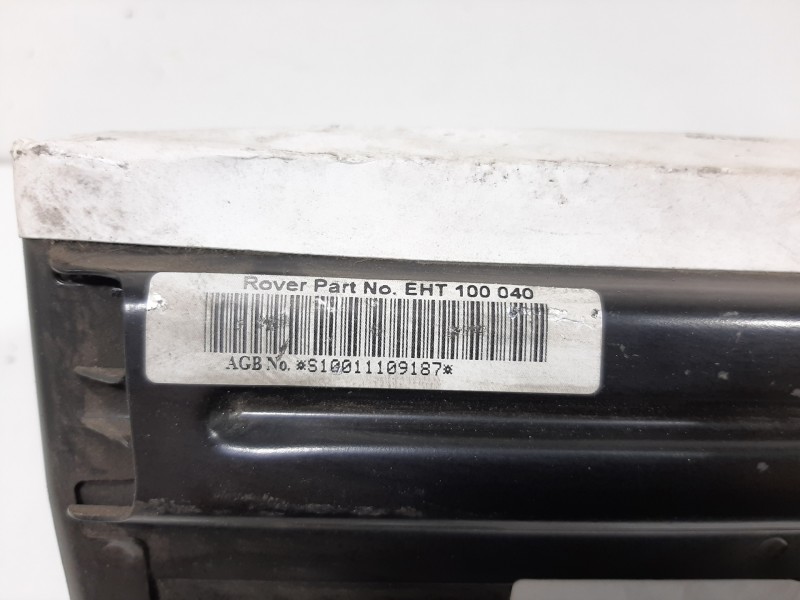 Rover Part No. EHT 100 040
AGB No. *S10011109187*